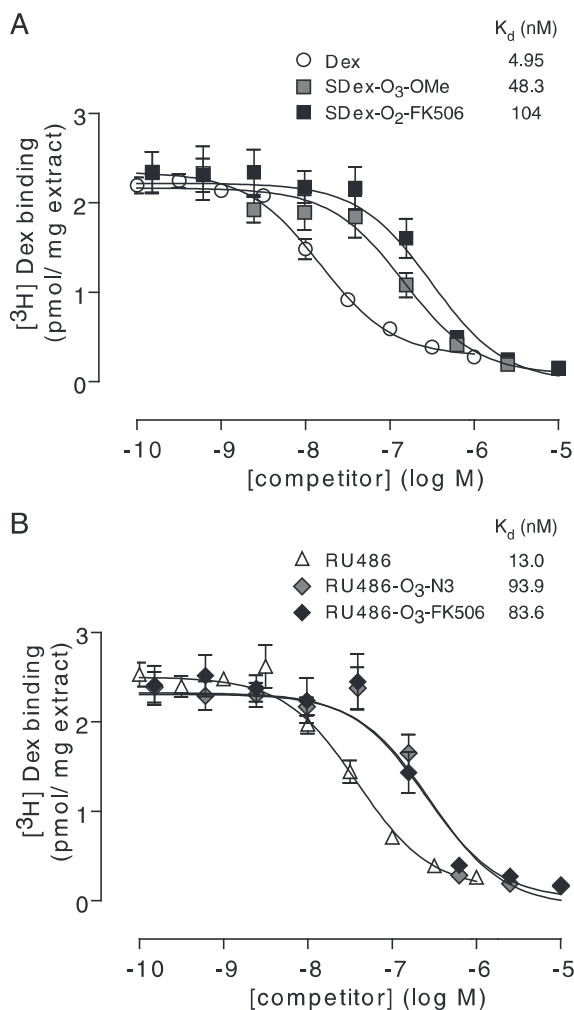 A
K_d (nM)
Dex 4.95
SDex-O₃-OMe 48.3
SDex-O₂-FK506 104
[³H] Dex binding
(pmol/ mg extract)
3
2
1
0
-10 -9 -8 -7 -6 -5
[competitor] (log M)
B
K_d (nM)
RU486 13.0
RU486-O₃-N3 93.9
RU486-O₃-FK506 83.6
[³H] Dex binding
(pmol/ mg extract)
3
2
1
0
-10 -9 -8 -7 -6 -5
[competitor] (log M)